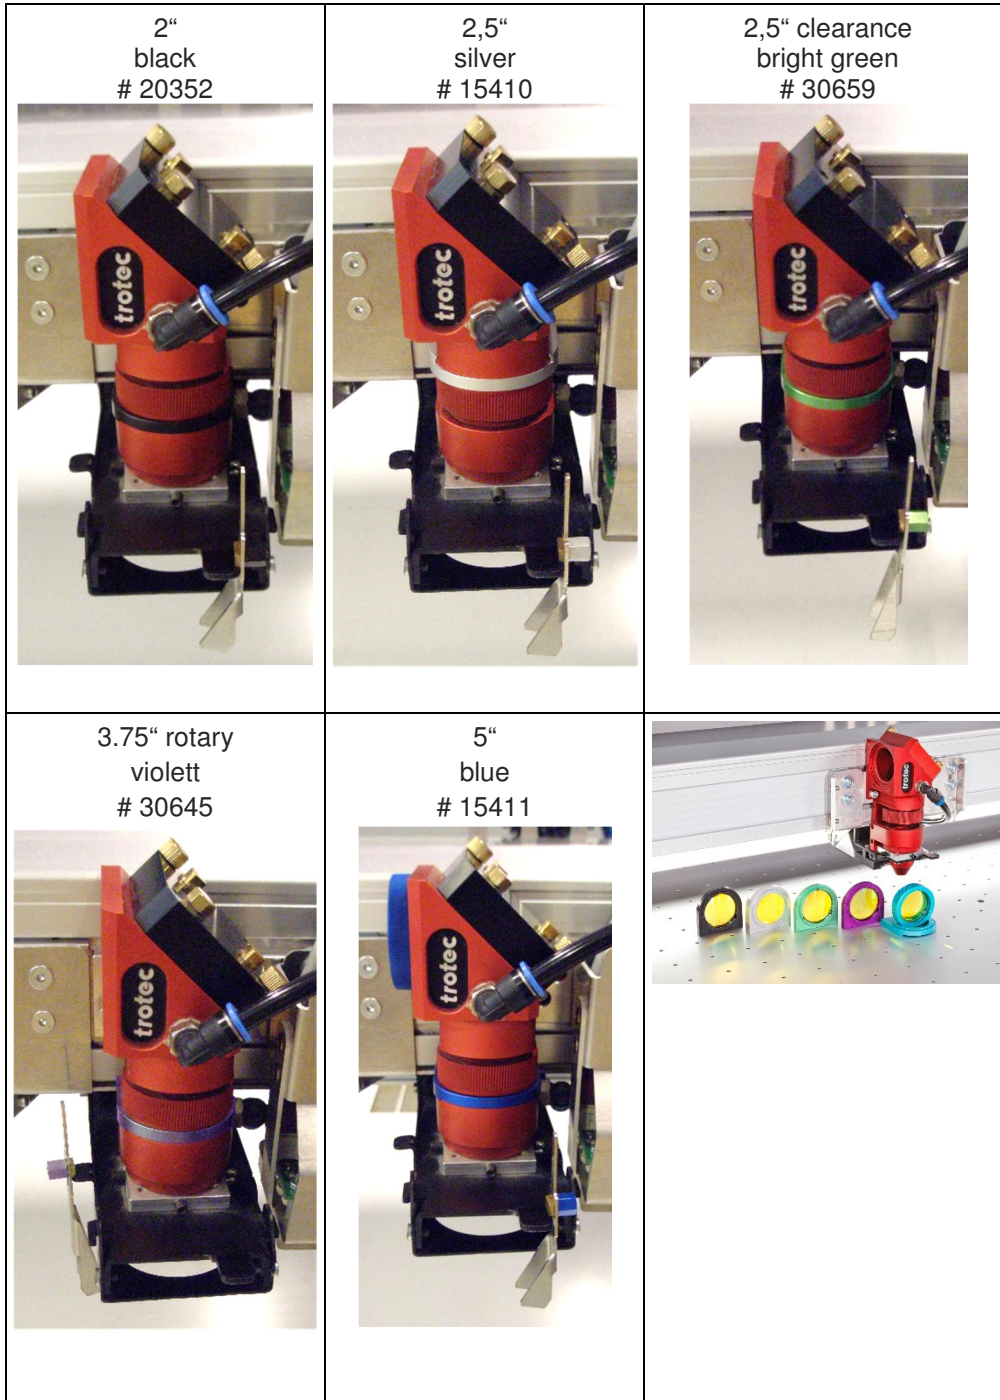 2“
black
# 20352
trotec
2,5“
silver
# 15410
trotec
2,5“ clearance
bright green
# 30659
trotec
3.75“ rotary
violett
# 30645
trotec
5“
blue
# 15411
trotec
trotec